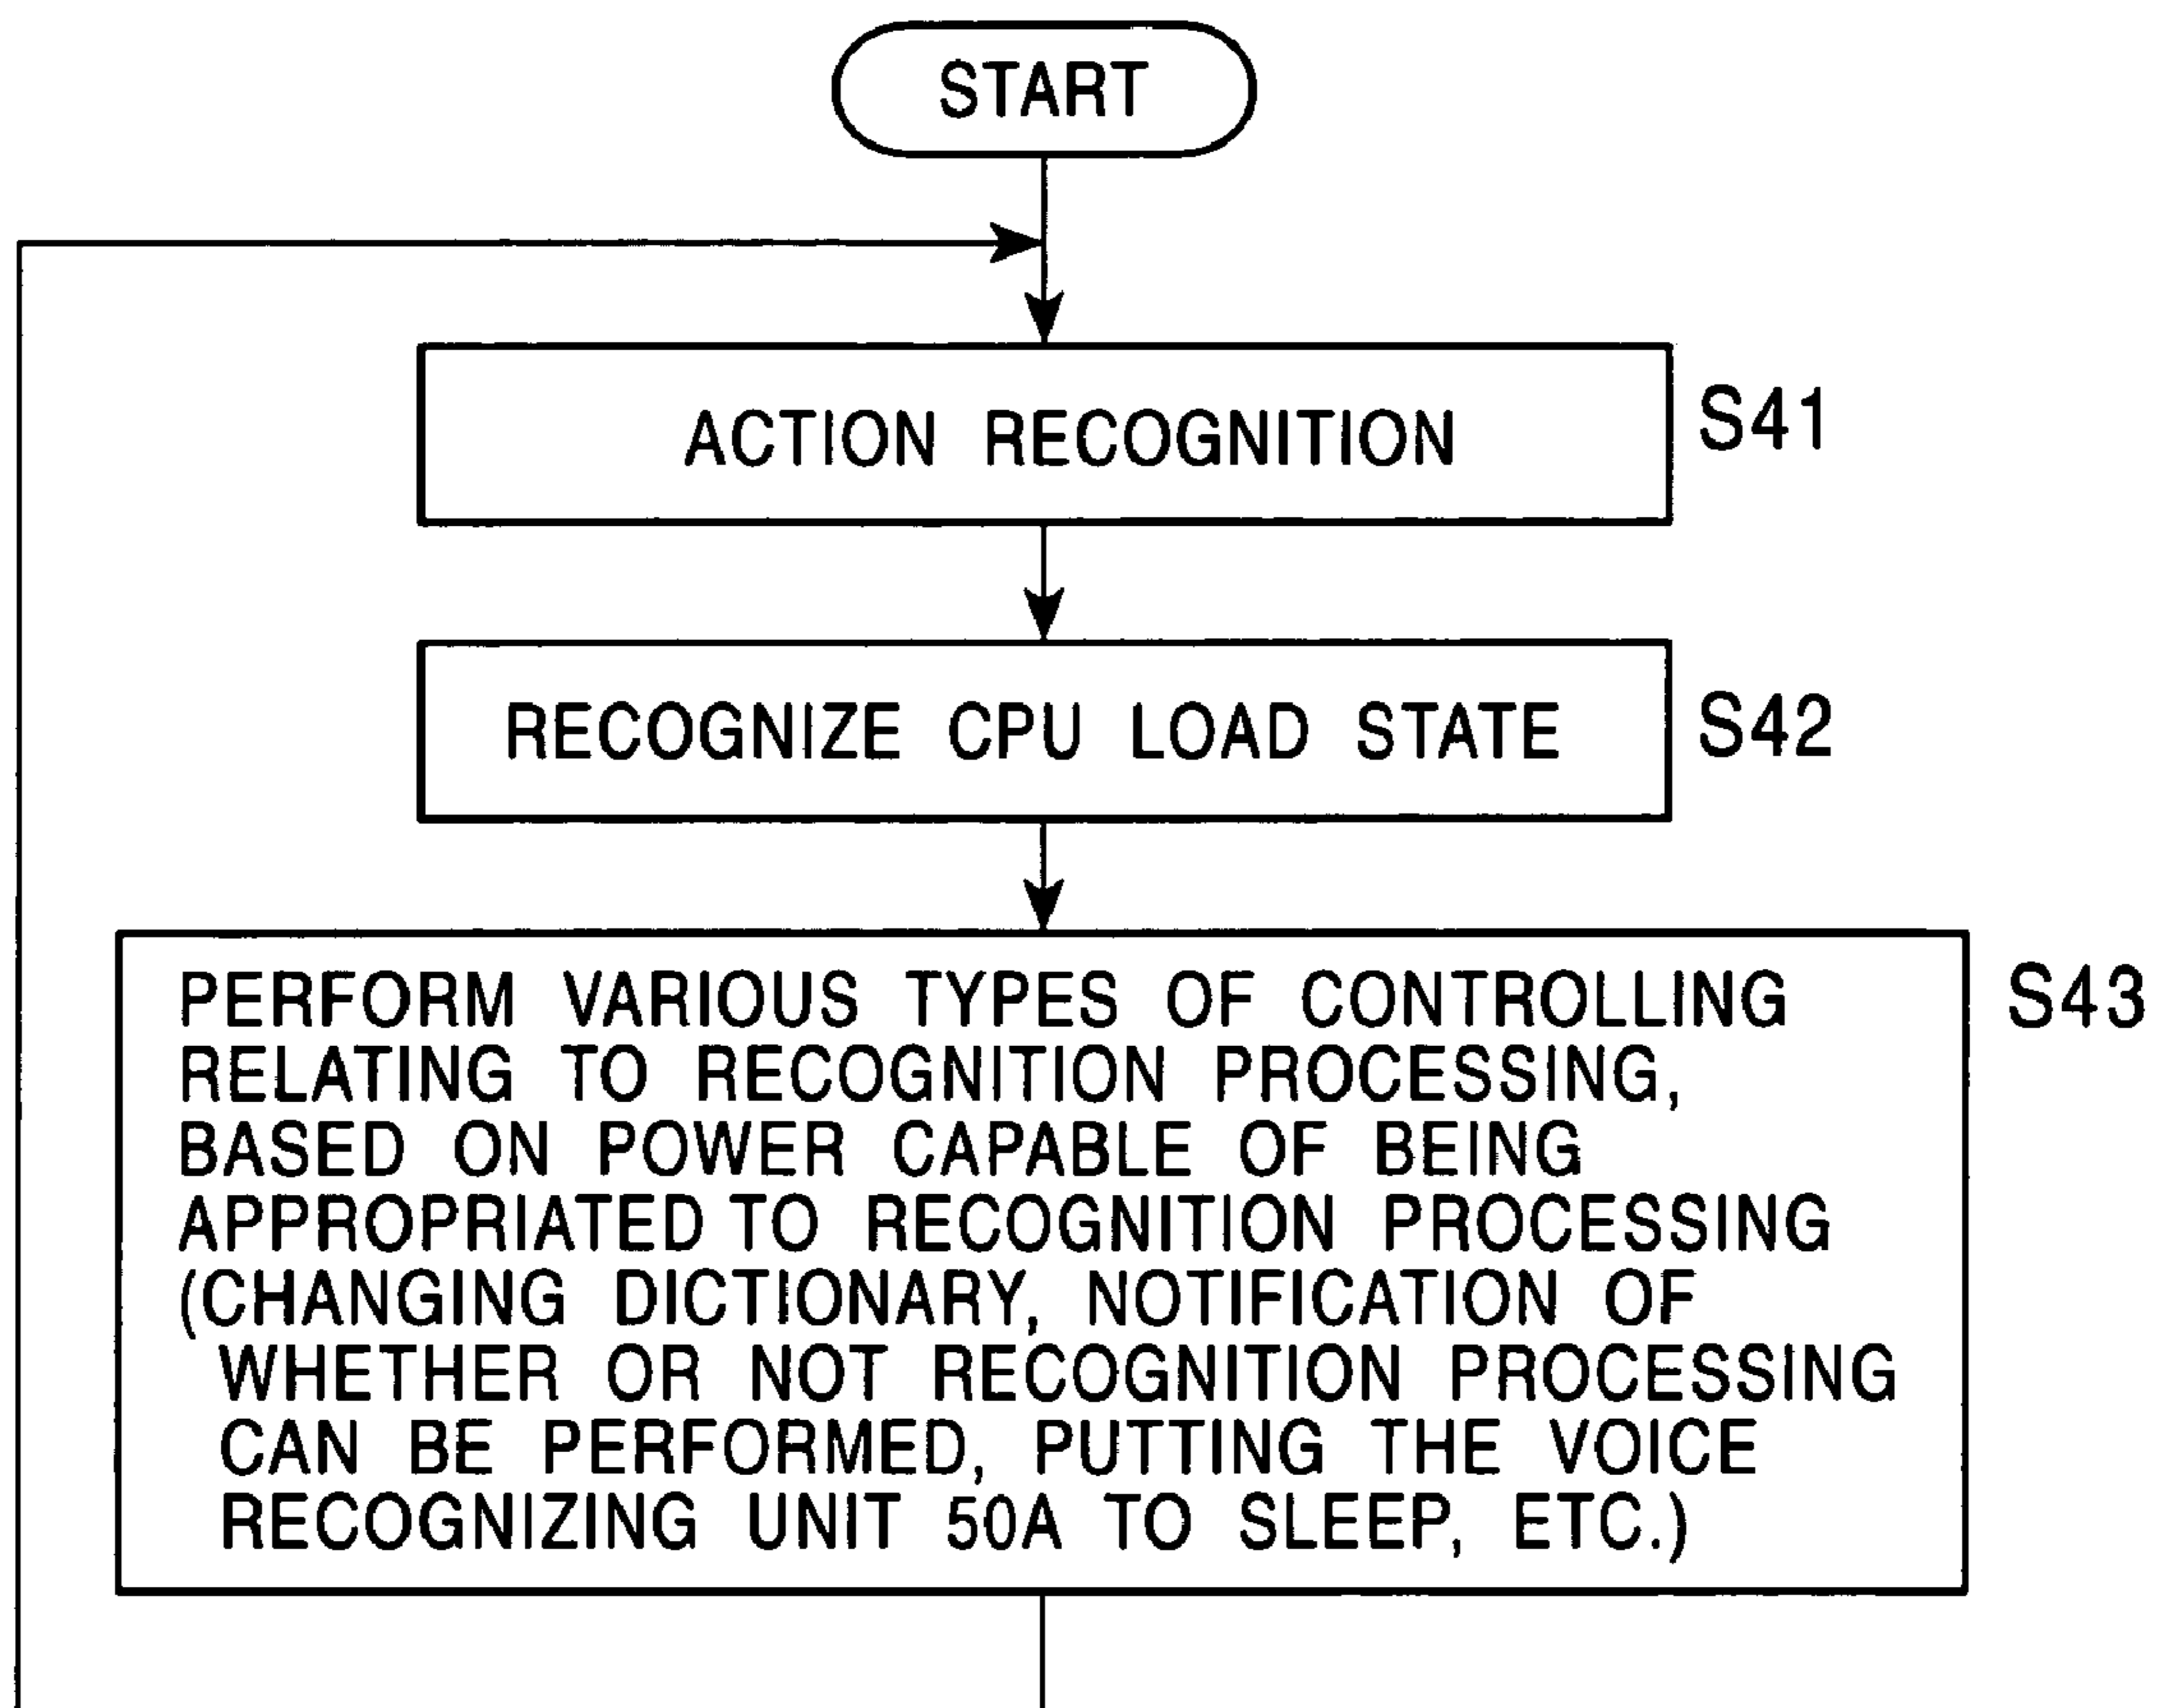 START
ACTION RECOGNITION
S41
RECOGNIZE CPU LOAD STATE
S42
PERFORM VARIOUS TYPES OF CONTROLLING
S43
RELATING TO RECOGNITION PROCESSING,
BASED ON POWER CAPABLE OF BEING
APPROPRIATED TO RECOGNITION PROCESSING
(CHANGING DICTIONARY, NOTIFICATION OF
WHETHER OR NOT RECOGNITION PROCESSING
CAN BE PERFORMED, PUTTING THE VOICE
RECOGNIZING UNIT 50A TO SLEEP, ETC.)